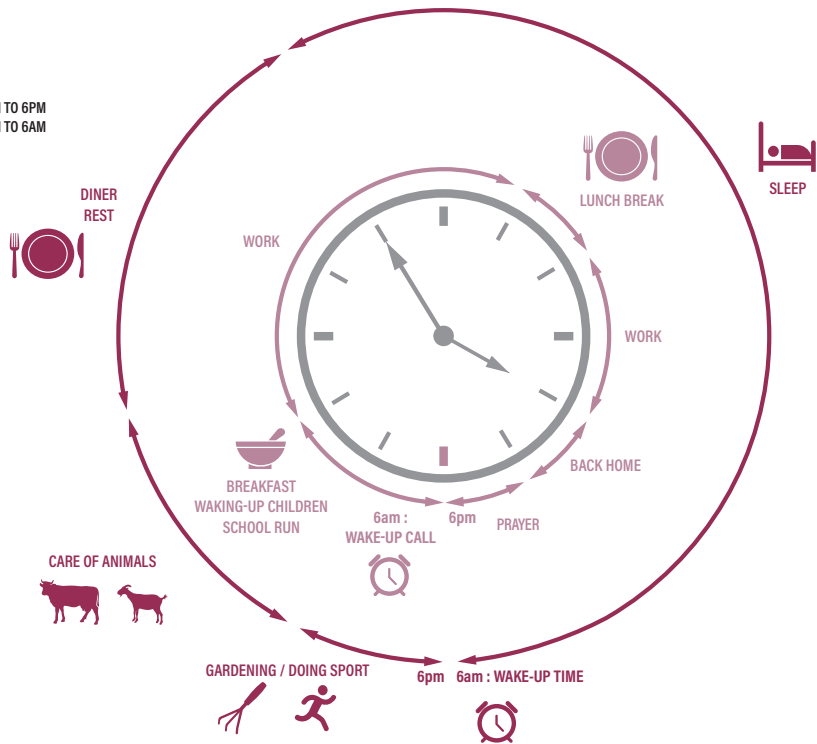 TO 6PM
TO 6AM
DINER
REST
SLEEP
LUNCH BREAK
WORK
WORK
BACK HOME
BREAKFAST
WAKING-UP CHILDREN
SCHOOL RUN
6am :
WAKE-UP CALL
6pm
PRAYER
CARE OF ANIMALS
GARDENING / DOING SPORT
6pm
6am : WAKE-UP TIME